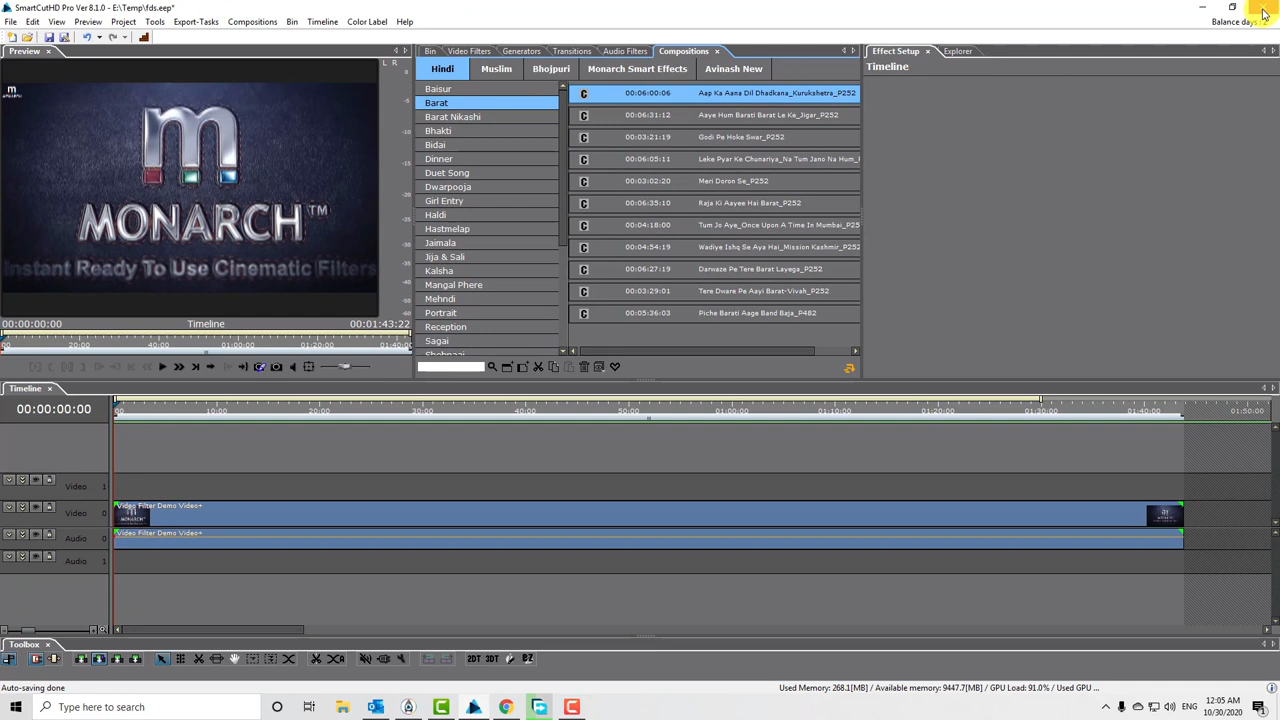 SmartCutHD Pro Ver 8.1.0 - E:\Temp\fds.eep*
File Edit View Preview Project Tools Export-Tasks Compositions Bin Timeline Color Label Help
Balance days : 2
Preview
L R
MONARCH™
Instant Ready To Use Cinematic Filters
00:00:00:00 Timeline 00:01:43:22
00 20:00 40:00 01:00:00 01:20:00 01:40:0
Bin Video Filters Generators Transitions Audio Filters Compositions
Hindi Muslim Bhojpuri Monarch Smart Effects Avinash New
Baisur
Barat
Barat Nikashi
Bhakti
Bidai
Dinner
Duet Song
Dwarpooja
Girl Entry
Haldi
Hastmelap
Jaimala
Jija & Sali
Kalsha
Mangal Phere
Mehndi
Portrait
Reception
Sagai
Shehnaai
C 00:06:00:06 Aap Ka Aana Dil Dhadkana_Kurukshetra_P252
C 00:06:31:12 Aaye Hum Barati Barat Le Ke_Jigar_P252
C 00:03:21:19 Godi Pe Hoke Swar_P252
C 00:06:05:11 Leke Pyar Ke Chunariya_Na Tum Jano Na Hum_
C 00:03:02:20 Meri Doron Se_P252
C 00:06:35:10 Raja Ki Aayee Hai Barat_P252
C 00:04:18:00 Tum Jo Aye_Once Upon A Time In Mumbai_P25
C 00:04:54:19 Wadiye Ishq Se Aya Hai_Mission Kashmir_P252
C 00:06:27:19 Darwaze Pe Tere Barat Layega_P252
C 00:03:29:01 Tere Dware Pe Aayi Barat-Vivah_P252
C 00:05:36:03 Piche Barati Aage Band Baja_P482
Effect Setup Explorer
Timeline
Timeline
00:00:00:00
00 10:00 20:00 30:00 40:00 50:00 01:00:00 01:10:00 01:20:00 01:30:00 01:40:00 01:50:00
Video 1
Video 0
Video Filter Demo Video+
Audio 0
Video Filter Demo Video+
Audio 1
Toolbox
2DT 3DT BZ
Auto-saving done
Used Memory: 268.1[MB] / Available memory: 9447.7[MB] / GPU Load: 91.0% / Used GPU ...
Type here to search
ENG
12:05 AM
10/30/2020